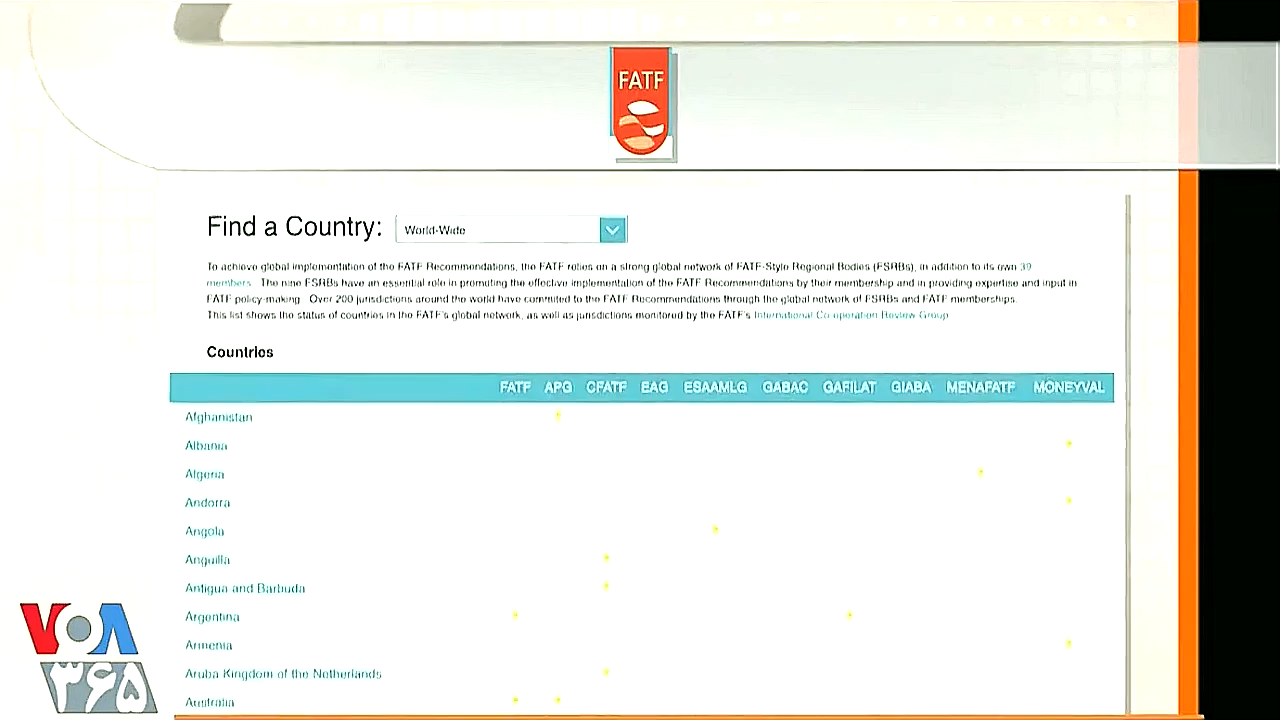 FATF
Find a Country: World-Wide
To achieve global implementation of the FATF Recommendations, the FATF relies on a strong global network of FATF-Style Regional Bodies (FSRBs), in addition to its own 39
members. The nine FSRBs have an essential role in promoting the effective implementation of the FATF Recommendations by their membership and in providing expertise and input in
FATF policy-making. Over 200 jurisdictions around the world have commited to the FATF Recommendations through the global network of FSRBs and FATF memberships.
This list shows the status of countries in the FATF's global network, as well as jurisdictions monitored by the FATF's International Co-operation Review Group
Countries
FATF APG CFATF EAG ESAAMLG GABAC GAFILAT GIABA MENAFATF MONEYVAL
Afghanistan *
Albania *
Algeria *
Andorra *
Angola *
Anguilla *
Antigua and Barbuda *
Argentina * *
Armenia *
Aruba Kingdom of the Netherlands *
Australia * *
VOA
۳۶۵